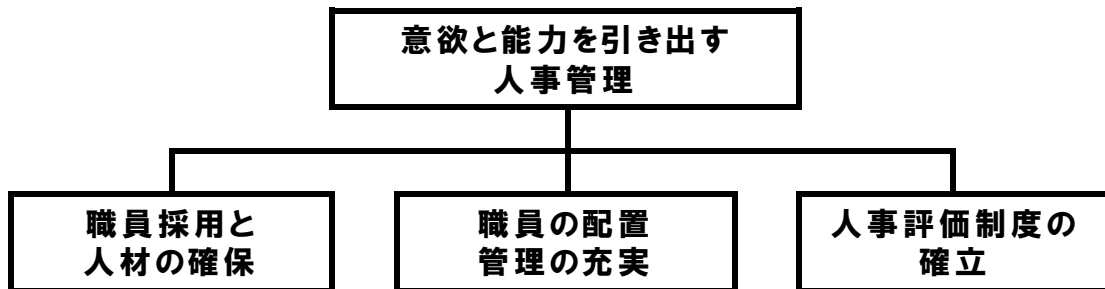 意欲と能力を引き出す
人事管理
職員採用と
人材の確保
職員の配置
管理の充実
人事評価制度の
確立